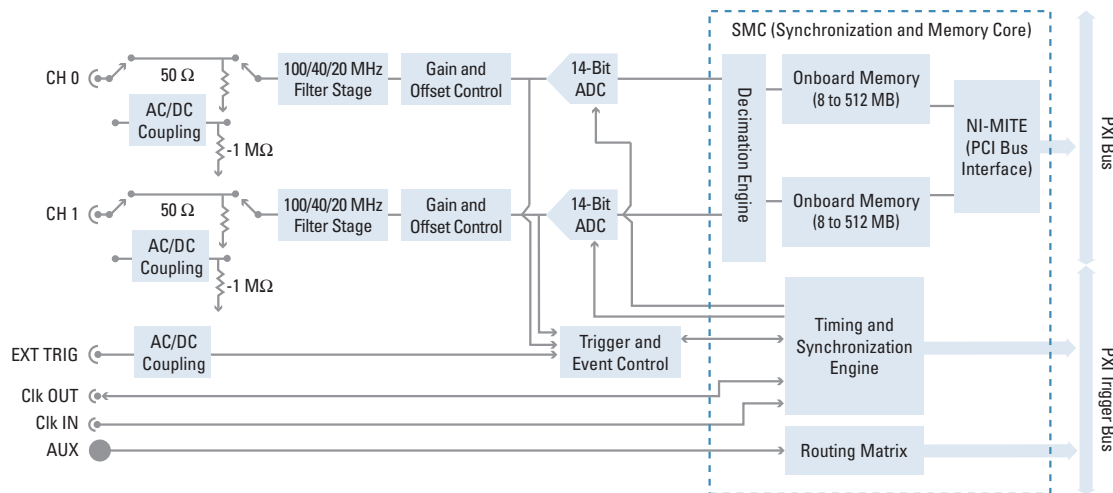 SMC (Synchronization and Memory Core)
CH 0
50 Ω
AC/DC
Coupling
-1 MΩ
100/40/20 MHz
Filter Stage
Gain and
Offset Control
14-Bit
ADC
Decimation Engine
Onboard Memory
(8 to 512 MB)
NI-MITE
(PCI Bus
Interface)
PXI Bus
CH 1
50 Ω
AC/DC
Coupling
-1 MΩ
100/40/20 MHz
Filter Stage
Gain and
Offset Control
14-Bit
ADC
Onboard Memory
(8 to 512 MB)
EXT TRIG
AC/DC
Coupling
Trigger and
Event Control
Timing and
Synchronization
Engine
PXI Trigger Bus
Clk OUT
Clk IN
AUX
Routing Matrix